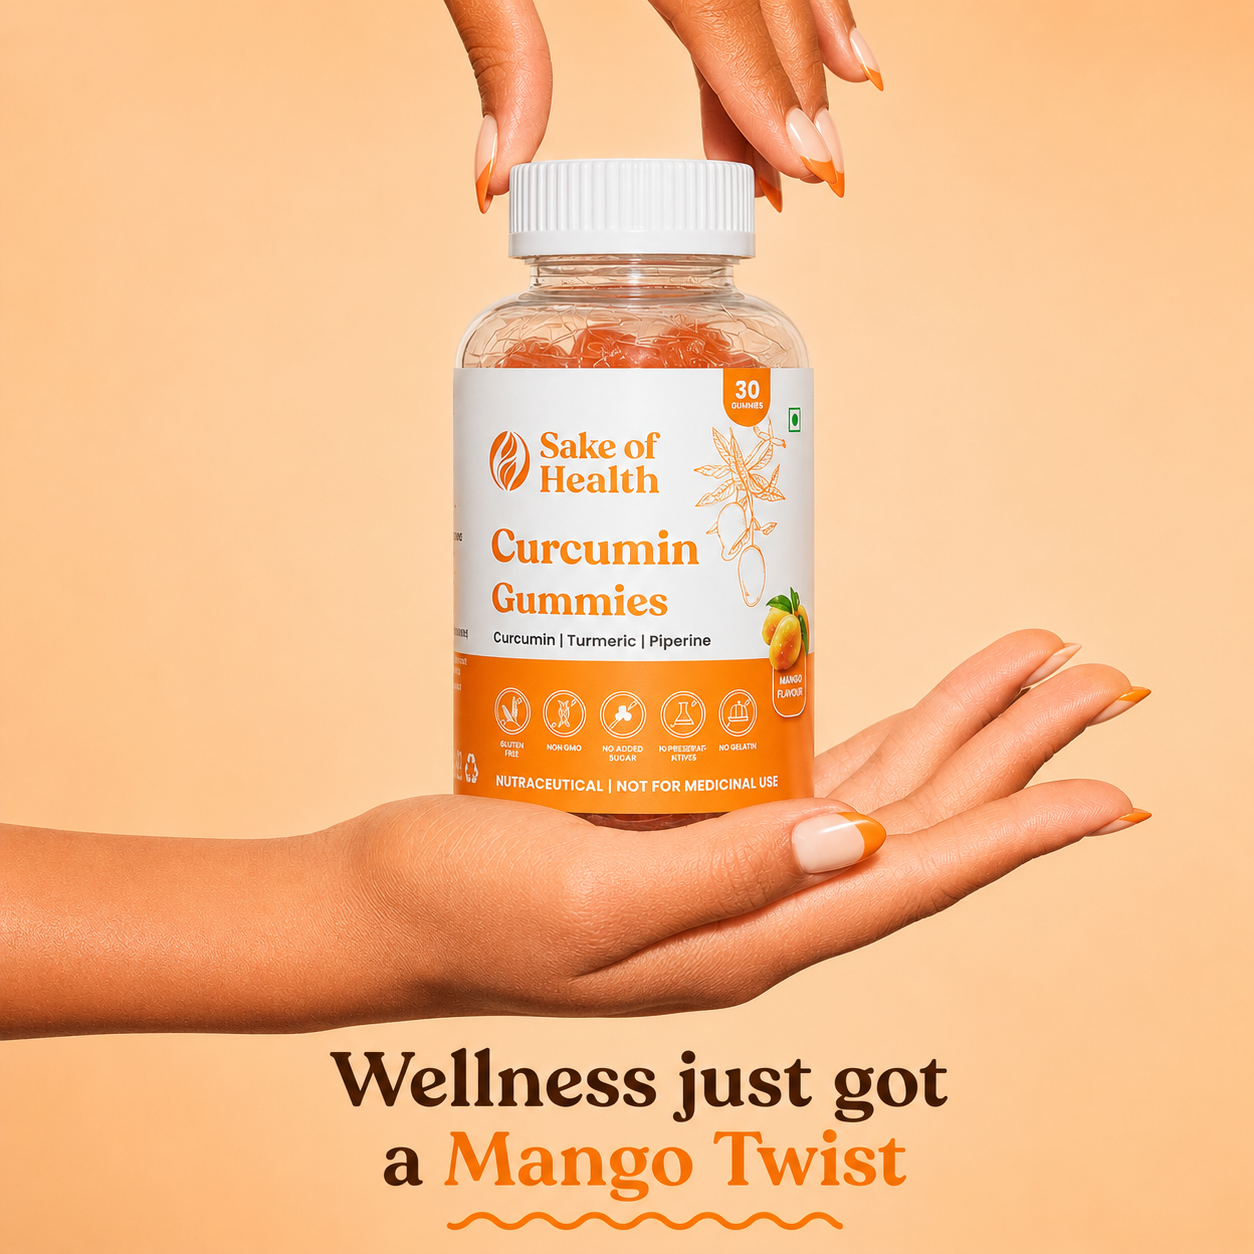 30
GUMMIES
Sake of
Health
Curcumin
Gummies
Curcumin | Turmeric | Piperine
MANGO
FLAVOUR
GLUTEN
FREE
NON GMO
NO ADDED
SUGAR
NO GELATIN
NUTRACEUTICAL | NOT FOR MEDICINAL USE
Wellness just got
a Mango Twist